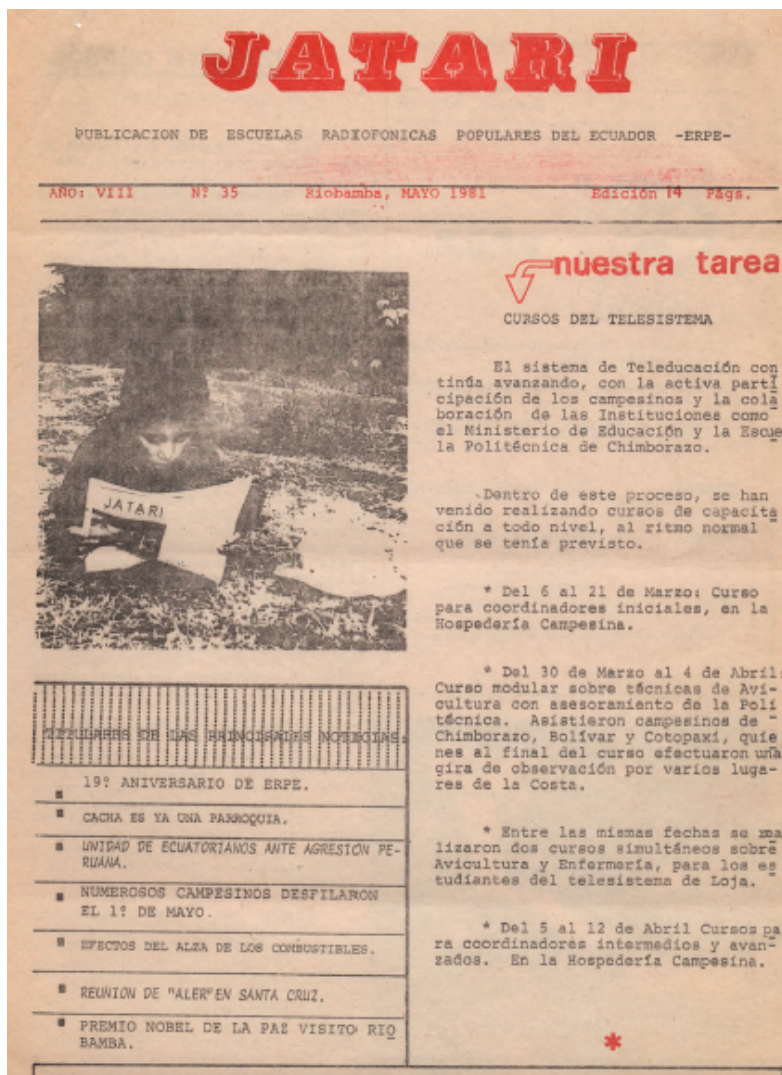 JATARI
PUBLICACION DE ESCUELAS RADIOFONICAS POPULARES DEL ECUADOR -ERPE-
AÑO: VIII Nº 35 Riobamba, MAYO 1981 Edición 14 Págs.
JATARI
TITULARES DE LAS PRINCIPALES NOTICIAS.
19º ANIVERSARIO DE ERPE.
CACHA ES YA UNA PARROQUIA.
UNIDAD DE ECUATORIANOS ANTE AGRESION PE-
RUANA.
NUMEROSOS CAMPESINOS DESFILARON
EL 1º DE MAYO.
EFECTOS DEL ALZA DE LOS COMBUSTIBLES.
REUNION DE "ALER" EN SANTA CRUZ.
PREMIO NOBEL DE LA PAZ VISITO RIO
BAMBA.
nuestra tarea
CURSOS DEL TELESISTEMA
El sistema de Teleducación con
tinúa avanzando, con la activa parti
cipación de los campesinos y la cola
boración de las Instituciones como
el Ministerio de Educación y la Escue
la Politécnica de Chimborazo.
Dentro de este proceso, se han
venido realizando cursos de capacita
ción a todo nivel, al ritmo normal
que se tenía previsto.
* Del 6 al 21 de Marzo: Curso
para coordinadores iniciales, en la
Hospedería Campesina.
* Del 30 de Marzo al 4 de Abril:
Curso modular sobre técnicas de Avi-
cultura con asesoramiento de la Poli
técnica. Asistieron campesinos de
Chimborazo, Bolívar y Cotopaxi, quie
nes al final del curso efectuaron una
gira de observación por varios luga-
res de la Costa.
* Entre las mismas fechas se rea
lizaron dos cursos simultáneos sobre
Avicultura y Enfermería, para los es
tudiantes del telesistema de Loja.
* Del 5 al 12 de Abril Cursos pa
ra coordinadores intermedios y avan-
zados. En la Hospedería Campesina.
*